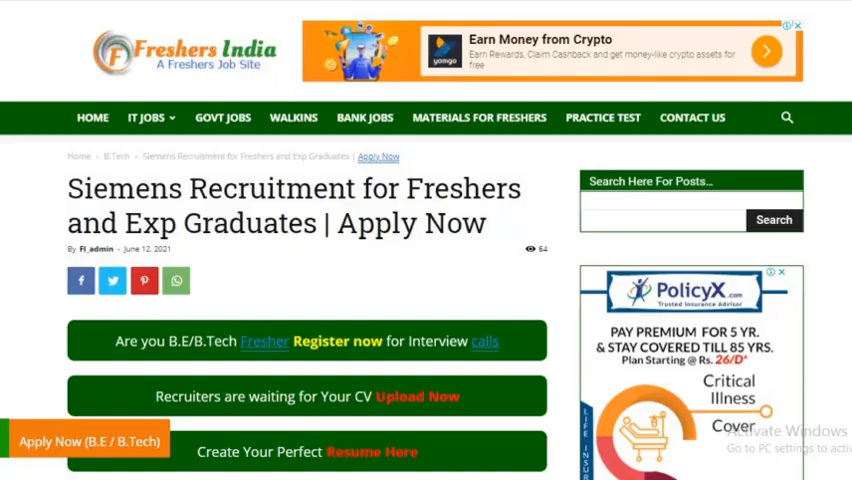 Freshers India
A Freshers Job Site
Earn Money from Crypto
Earn Rewards, Claim Cashback and get money-like crypto assets for
free
yomgo
HOME IT JOBS GOVT JOBS WALKINS BANK JOBS MATERIALS FOR FRESHERS PRACTICE TEST CONTACT US
Home › B.Tech › Siemens Recruitment for Freshers and Exp Graduates | Apply Now
Siemens Recruitment for Freshers
and Exp Graduates | Apply Now
By FI_admin - June 12, 2021 64
Are you B.E/B.Tech Fresher Register now for Interview calls
Recruiters are waiting for Your CV Upload Now
Create Your Perfect Resume Here
Apply Now (B.E / B.Tech)
Search Here For Posts...
Search
PolicyX.com
Trusted Insurance Advisor
PAY PREMIUM FOR 5 YR.
& STAY COVERED TILL 85 YRS.
Plan Starting @ Rs. 26/D*
Critical
Illness
Cover
LIFE
Activate Windows
Go to PC settings to activ